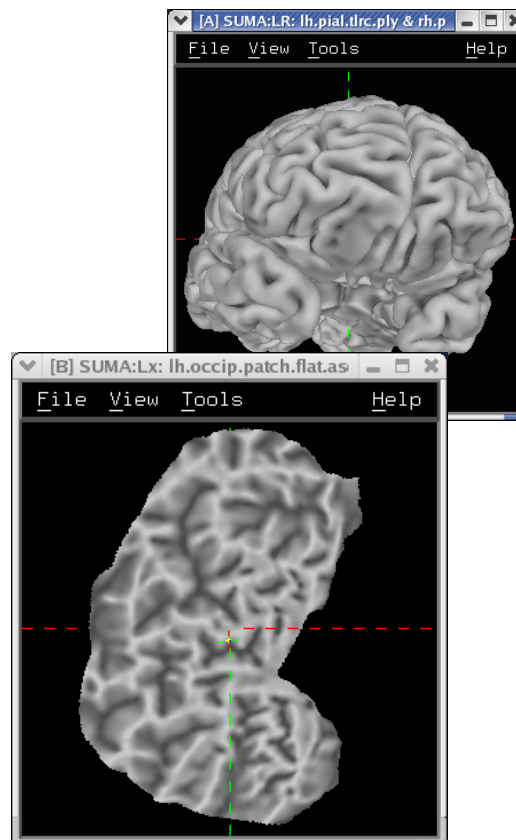 [A] SUMA:LR: lh.pial.tlrc.ply & rh.p
File View Tools Help
[B] SUMA:Lx: lh.occip.patch.flat.as
File View Tools Help